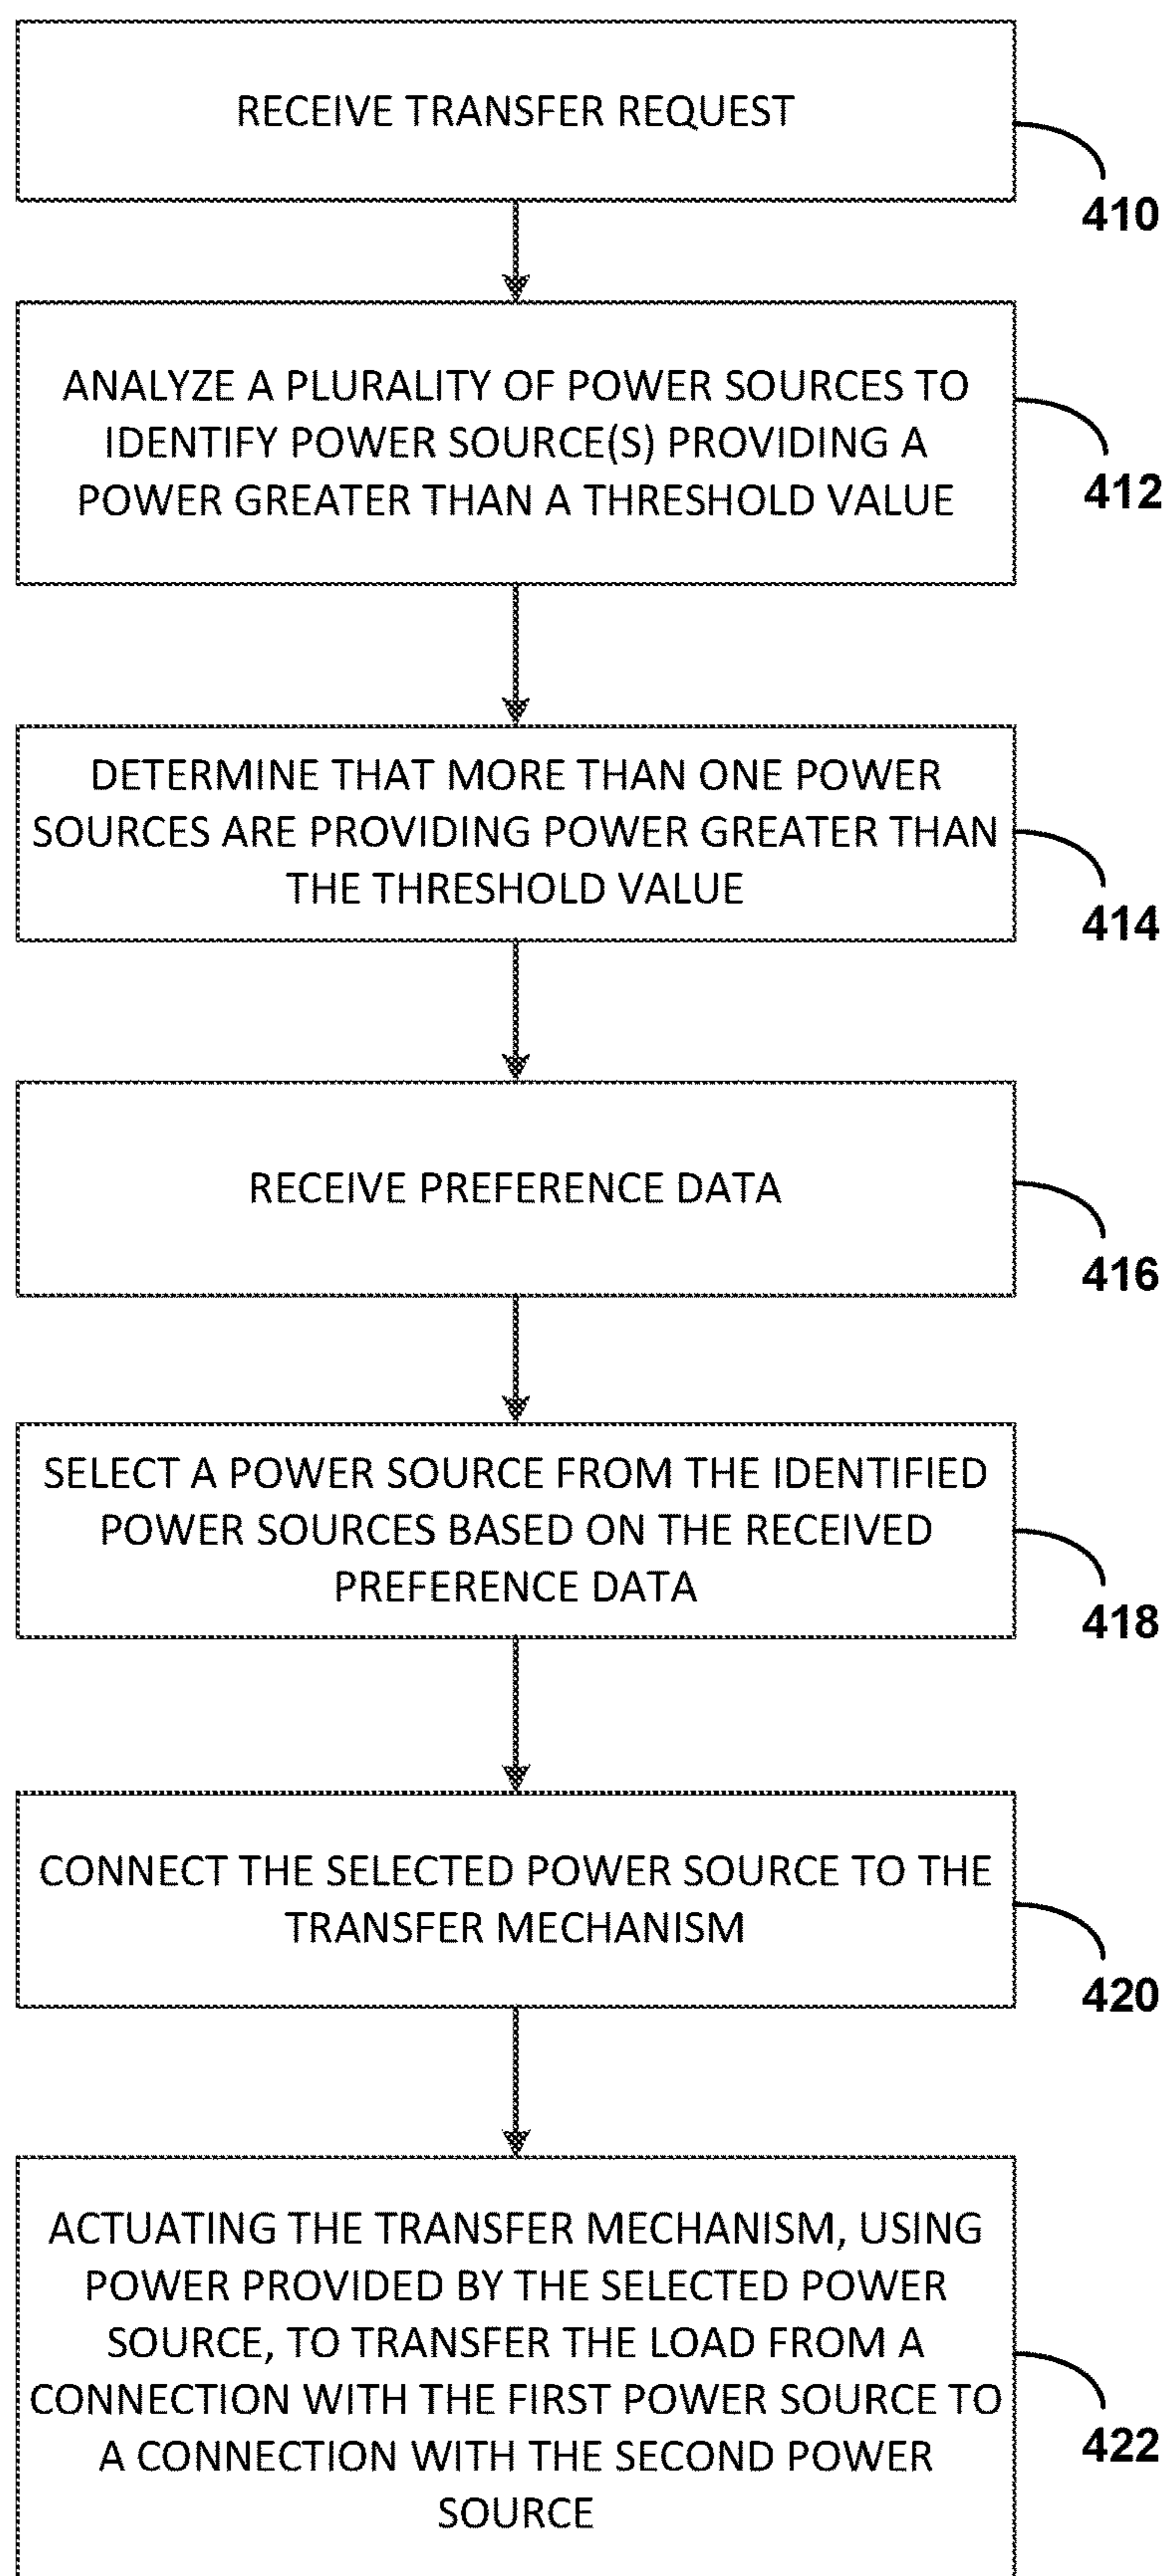 RECEIVE TRANSFER REQUEST
410
ANALYZE A PLURALITY OF POWER SOURCES TO
IDENTIFY POWER SOURCE(S) PROVIDING A
POWER GREATER THAN A THRESHOLD VALUE
412
DETERMINE THAT MORE THAN ONE POWER
SOURCES ARE PROVIDING POWER GREATER THAN
THE THRESHOLD VALUE
414
RECEIVE PREFERENCE DATA
416
SELECT A POWER SOURCE FROM THE IDENTIFIED
POWER SOURCES BASED ON THE RECEIVED
PREFERENCE DATA
418
CONNECT THE SELECTED POWER SOURCE TO THE
TRANSFER MECHANISM
420
ACTUATING THE TRANSFER MECHANISM, USING
POWER PROVIDED BY THE SELECTED POWER
SOURCE, TO TRANSFER THE LOAD FROM A
CONNECTION WITH THE FIRST POWER SOURCE TO
A CONNECTION WITH THE SECOND POWER
SOURCE
422